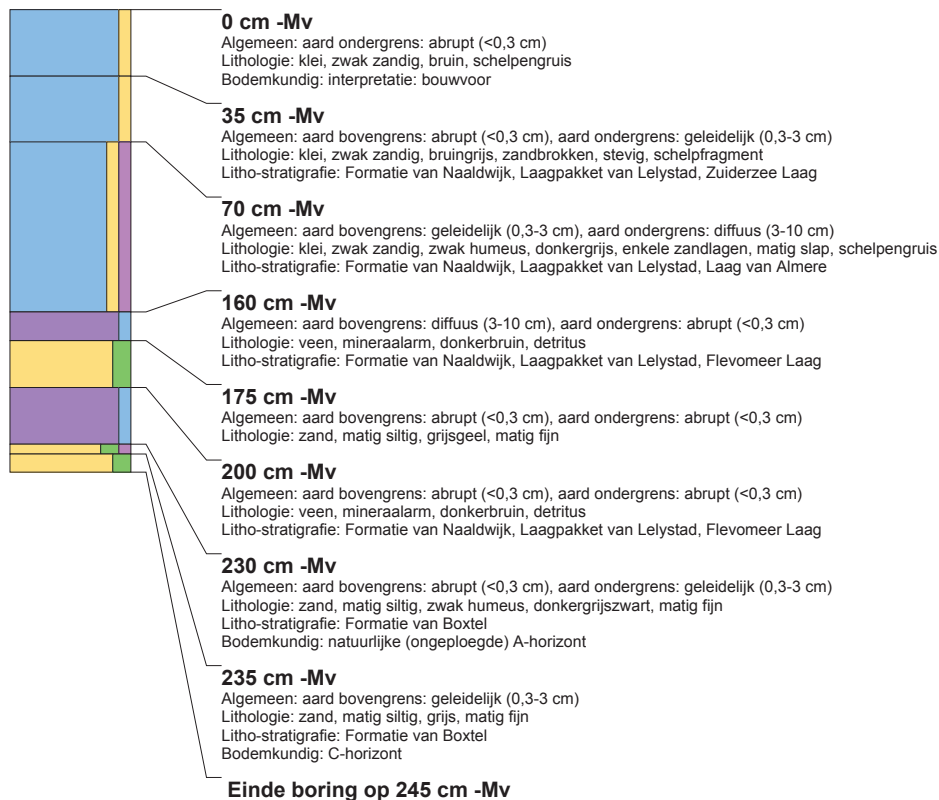 0 cm -Mv
Algemeen: aard ondergrens: abrupt (<0,3 cm)
Lithologie: klei, zwak zandig, bruin, schelpengruis
Bodemkundig: interpretatie: bouwvoor
35 cm -Mv
Algemeen: aard bovengrens: abrupt (<0,3 cm), aard ondergrens: geleidelijk (0,3-3 cm)
Lithologie: klei, zwak zandig, bruingrijs, zandbrokken, stevig, schelpfragment
Litho-stratigrafie: Formatie van Naaldwijk, Laagpakket van Lelystad, Zuiderzee Laag
70 cm -Mv
Algemeen: aard bovengrens: geleidelijk (0,3-3 cm), aard ondergrens: diffuus (3-10 cm)
Lithologie: klei, zwak zandig, zwak humeus, donkergrijs, enkele zandlagen, matig slap, schelpengruis
Litho-stratigrafie: Formatie van Naaldwijk, Laagpakket van Lelystad, Laag van Almere
160 cm -Mv
Algemeen: aard bovengrens: diffuus (3-10 cm), aard ondergrens: abrupt (<0,3 cm)
Lithologie: veen, mineraalarm, donkerbruin, detritus
Litho-stratigrafie: Formatie van Naaldwijk, Laagpakket van Lelystad, Flevomeer Laag
175 cm -Mv
Algemeen: aard bovengrens: abrupt (<0,3 cm), aard ondergrens: abrupt (<0,3 cm)
Lithologie: zand, matig siltig, grijsgeel, matig fijn
200 cm -Mv
Algemeen: aard bovengrens: abrupt (<0,3 cm), aard ondergrens: abrupt (<0,3 cm)
Lithologie: veen, mineraalarm, donkerbruin, detritus
Litho-stratigrafie: Formatie van Naaldwijk, Laagpakket van Lelystad, Flevomeer Laag
230 cm -Mv
Algemeen: aard bovengrens: abrupt (<0,3 cm), aard ondergrens: geleidelijk (0,3-3 cm)
Lithologie: zand, matig siltig, zwak humeus, donkergrijszwart, matig fijn
Litho-stratigrafie: Formatie van Boxtel
Bodemkundig: natuurlijke (ongeploegde) A-horizont
235 cm -Mv
Algemeen: aard bovengrens: geleidelijk (0,3-3 cm)
Lithologie: zand, matig siltig, grijs, matig fijn
Litho-stratigrafie: Formatie van Boxtel
Bodemkundig: C-horizont
Einde boring op 245 cm -Mv